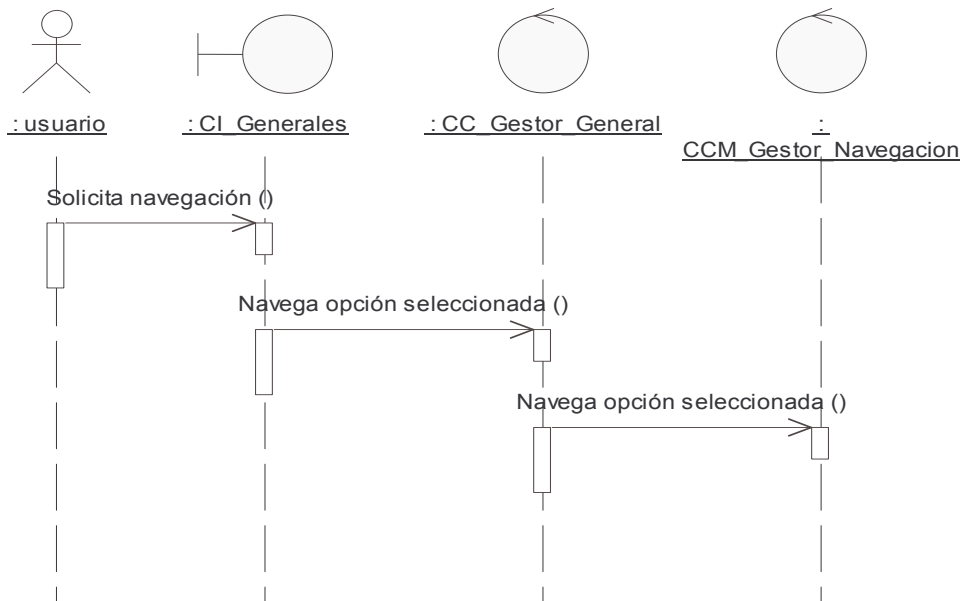 : usuario
: CI_Generales
: CC_Gestor_General
:
CCM_Gestor_Navegacion
Solicita navegación ()
Navega opción seleccionada ()
Navega opción seleccionada ()